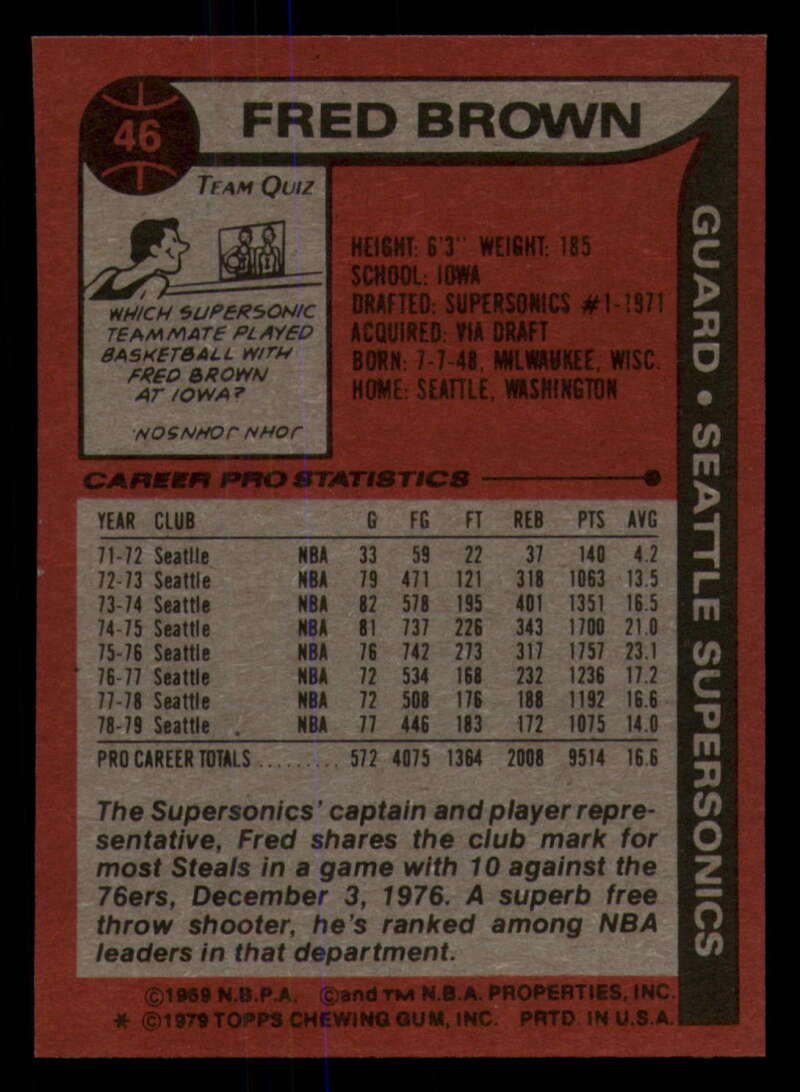 46
FRED BROWN
TEAM QUIZ
WHICH SUPERSONIC
TEAMMATE PLAYED
BASKETBALL WITH
FRED BROWN
AT IOWA?
JOHN JOHNSON
HEIGHT: 6'3" WEIGHT: 185
SCHOOL: IOWA
DRAFTED: SUPERSONICS #1-1971
ACQUIRED: VIA DRAFT
BORN: 7-7-48, MILWAUKEE, WISC.
HOME: SEATTLE, WASHINGTON
GUARD • SEATTLE SUPERSONICS
CAREER PRO STATISTICS
YEAR CLUB G FG FT REB PTS AVG
71-72 Seattle NBA 33 59 22 37 140 4.2
72-73 Seattle NBA 79 471 121 318 1063 13.5
73-74 Seattle NBA 82 578 195 401 1351 16.5
74-75 Seattle NBA 81 737 226 343 1700 21.0
75-76 Seattle NBA 76 742 273 317 1757 23.1
76-77 Seattle NBA 72 534 168 232 1236 17.2
77-78 Seattle NBA 72 508 176 188 1192 16.6
78-79 Seattle NBA 77 446 183 172 1075 14.0
PRO CAREER TOTALS ......... 572 4075 1364 2008 9514 16.6
The Supersonics' captain and player repre-
sentative, Fred shares the club mark for
most Steals in a game with 10 against the
76ers, December 3, 1976. A superb free
throw shooter, he's ranked among NBA
leaders in that department.
©1969 N.B.P.A. ©and TM N.B.A. PROPERTIES, INC.
* ©1979 TOPPS CHEWING GUM, INC. PRTD. IN U.S.A.